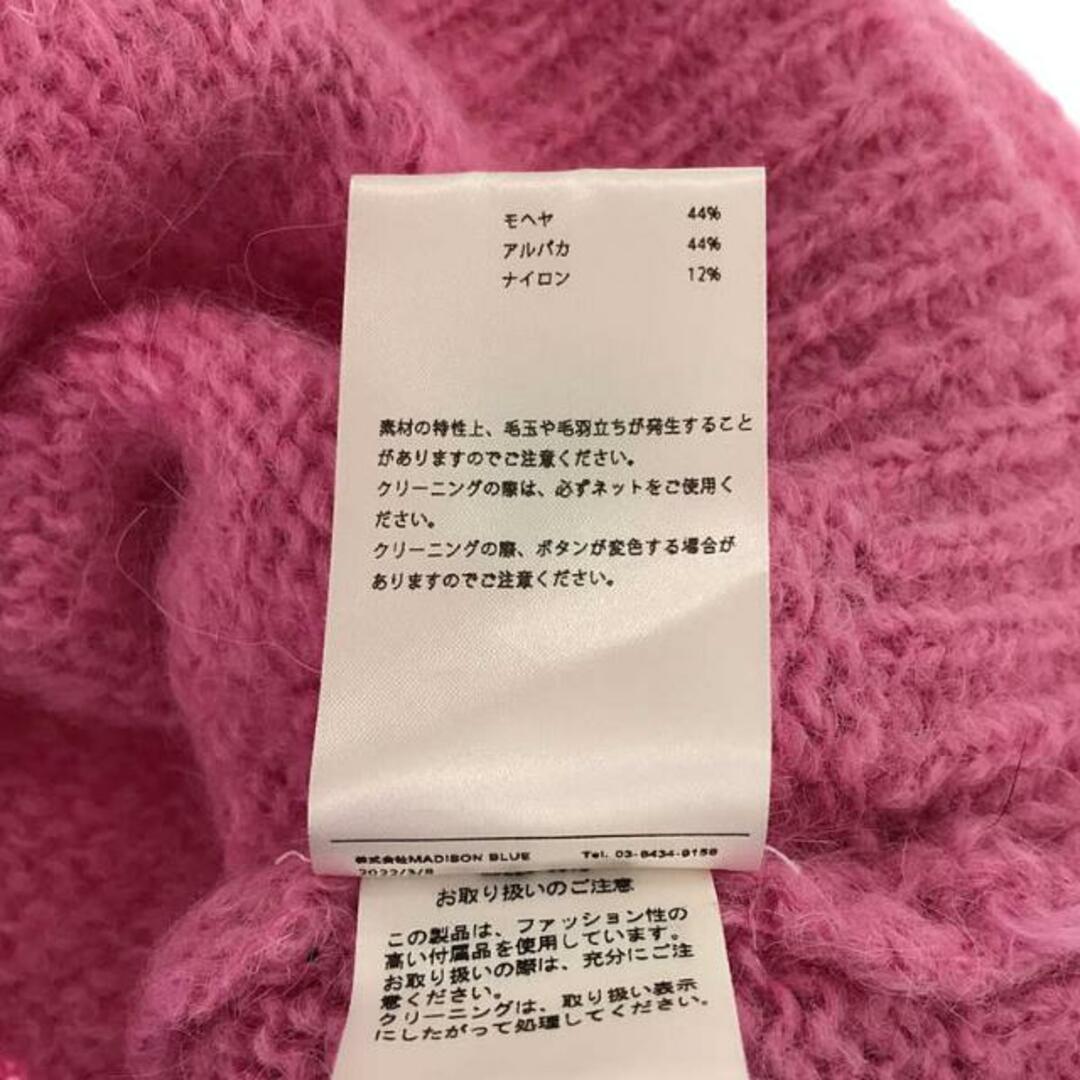 モヘヤ 44%
アルパカ 44%
ナイロン 12%
素材の特性上、毛玉や毛羽立ちが発生すること
がありますのでご注意ください。
クリーニングの際は、必ずネットをご使用く
ださい。
クリーニングの際、ボタンが変色する場合が
ありますのでご注意ください。
株式会社MADISON BLUE Tel. 03-6434-9158
2022/3/8
お取り扱いのご注意
この製品は、ファッション性の
高い付属品を使用しています。
お取り扱いの際は、充分にご注
意ください。
クリーニングは、取り扱い表示
にしたがって処理してください。